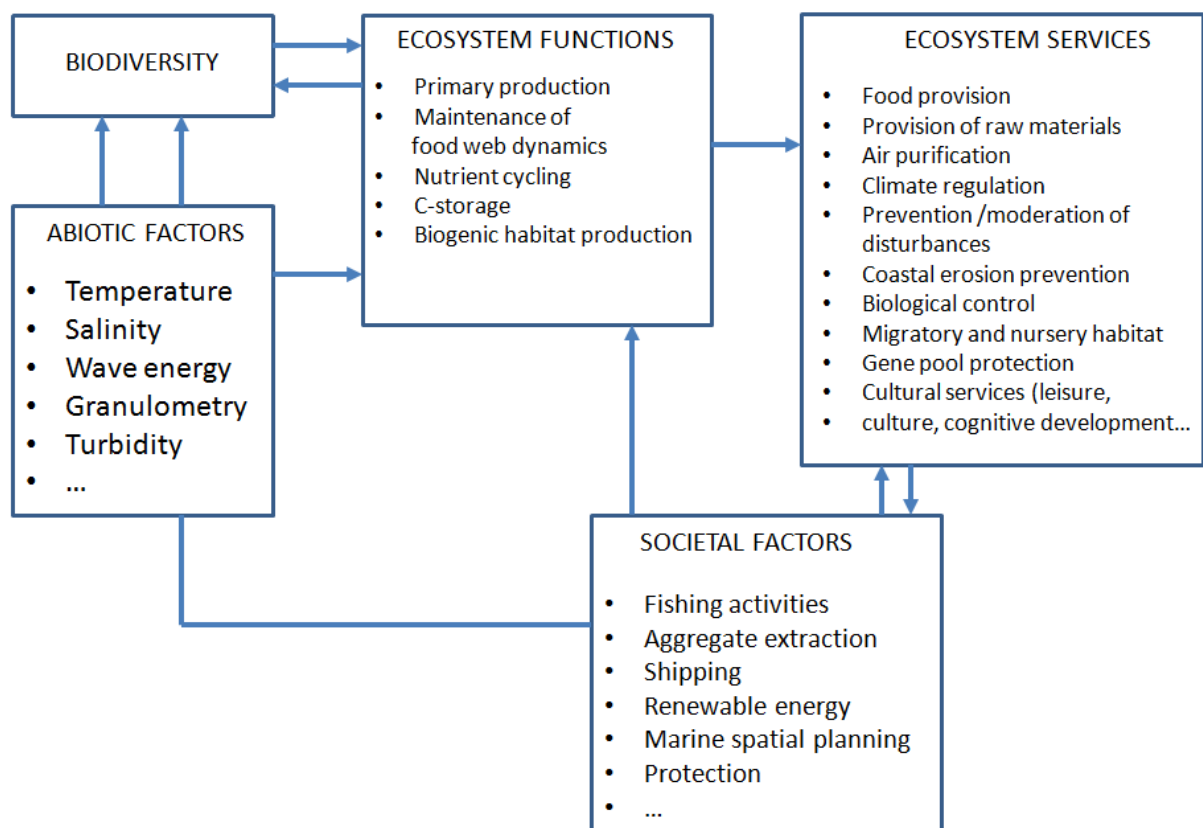 BIODIVERSITY
ECOSYSTEM FUNCTIONS
• Primary production
• Maintenance of
food web dynamics
• Nutrient cycling
• C-storage
• Biogenic habitat production
ECOSYSTEM SERVICES
• Food provision
• Provision of raw materials
• Air purification
• Climate regulation
• Prevention /moderation of
disturbances
• Coastal erosion prevention
• Biological control
• Migratory and nursery habitat
• Gene pool protection
• Cultural services (leisure,
• culture, cognitive development…
ABIOTIC FACTORS
• Temperature
• Salinity
• Wave energy
• Granulometry
• Turbidity
• …
SOCIETAL FACTORS
• Fishing activities
• Aggregate extraction
• Shipping
• Renewable energy
• Marine spatial planning
• Protection
• …